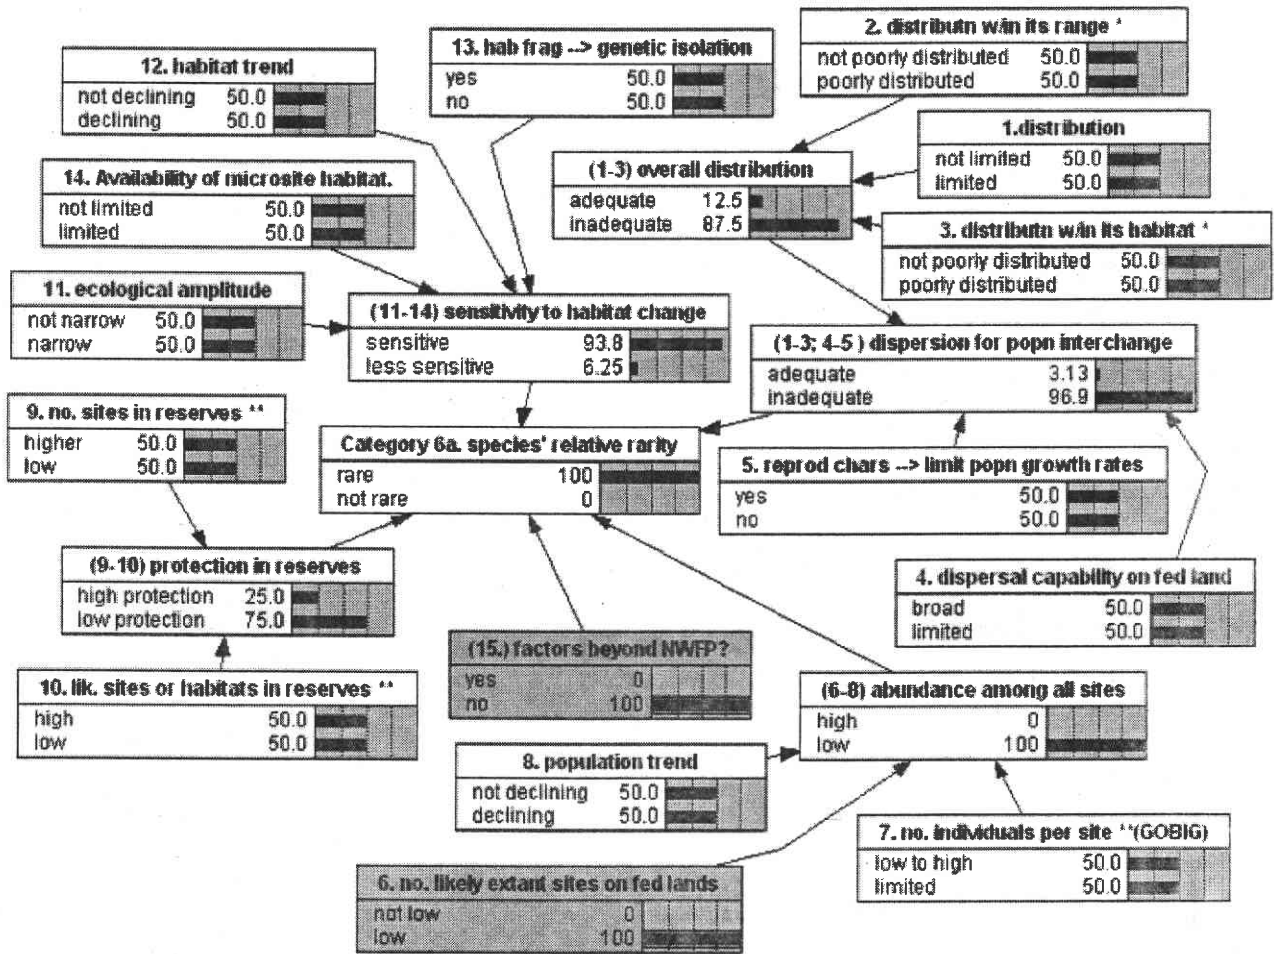 2. distributn w/in its range *
not poorly distributed 50.0
poorly distributed 50.0
13. hab frag --> genetic isolation
yes 50.0
no 50.0
12. habitat trend
not declining 50.0
declining 50.0
1.distribution
not limited 50.0
limited 50.0
(1-3) overall distribution
adequate 12.5
inadequate 87.5
14. Availability of microsite habitat.
not limited 50.0
limited 50.0
3. distributn w/in its habitat *
not poorly distributed 50.0
poorly distributed 50.0
11. ecological amplitude
not narrow 50.0
narrow 50.0
(11-14) sensitivity to habitat change
sensitive 93.8
less sensitive 6.25
(1-3; 4-5 ) dispersion for popn interchange
adequate 3.13
inadequate 96.9
9. no. sites in reserves **
higher 50.0
low 50.0
Category 6a. species' relative rarity
rare 100
not rare 0
5. reprod chars --> limit popn growth rates
yes 50.0
no 50.0
(9-10) protection in reserves
high protection 25.0
low protection 75.0
4. dispersal capability on fed land
broad 50.0
limited 50.0
(15.) factors beyond NWFP?
yes 0
no 100
10. lik. sites or habitats in reserves **
high 50.0
low 50.0
(6-8) abundance among all sites
high 0
low 100
8. population trend
not declining 50.0
declining 50.0
7. no. individuals per site **(GOBIG)
low to high 50.0
limited 50.0
6. no. likely extant sites on fed lands
not low 0
low 100